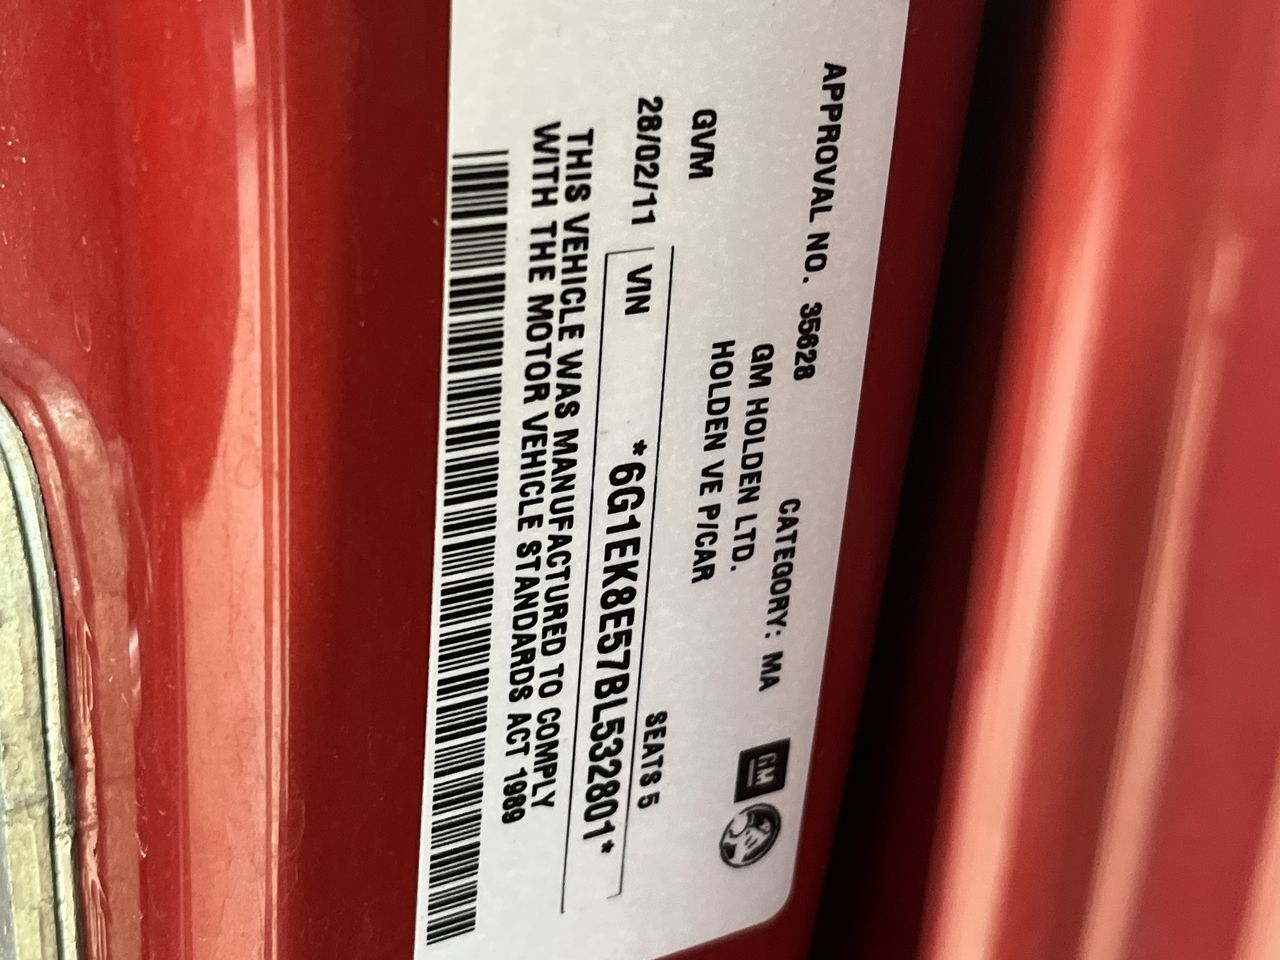 APPROVAL NO. 35628 CATEGORY: MA
GM HOLDEN LTD.
GVM HOLDEN VE P/CAR
SEATS 5
28/02/11 VIN *6G1EK8E57BL532801*
THIS VEHICLE WAS MANUFACTURED TO COMPLY
WITH THE MOTOR VEHICLE STANDARDS ACT 1989
GM